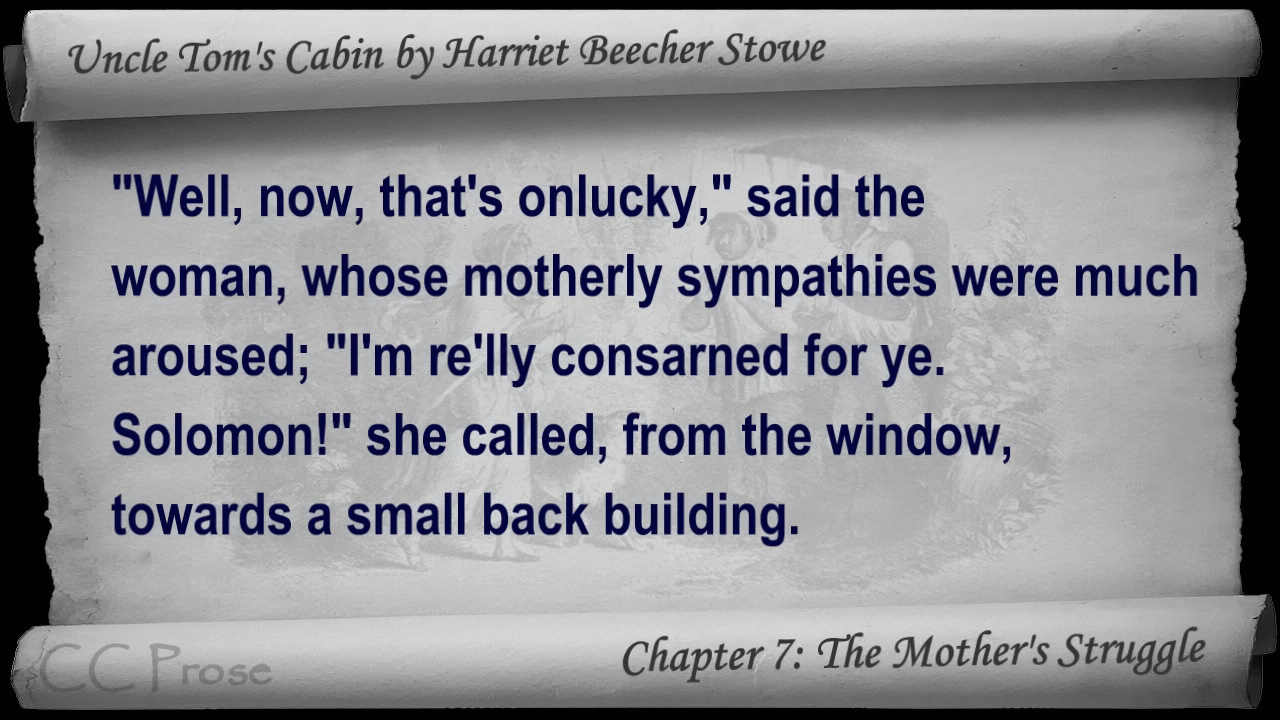 Uncle Tom's Cabin by Harriet Beecher Stowe
"Well, now, that's onlucky," said the
woman, whose motherly sympathies were much
aroused; "I'm re'lly consarned for ye.
Solomon!" she called, from the window,
towards a small back building.
CC Prose
Chapter 7: The Mother's Struggle